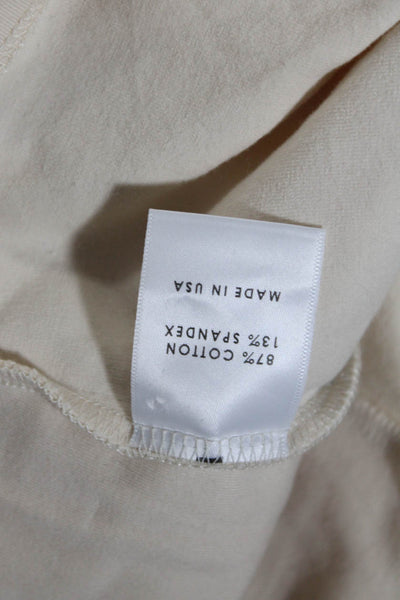 87% COTTON
13% SPANDEX
MADE IN USA